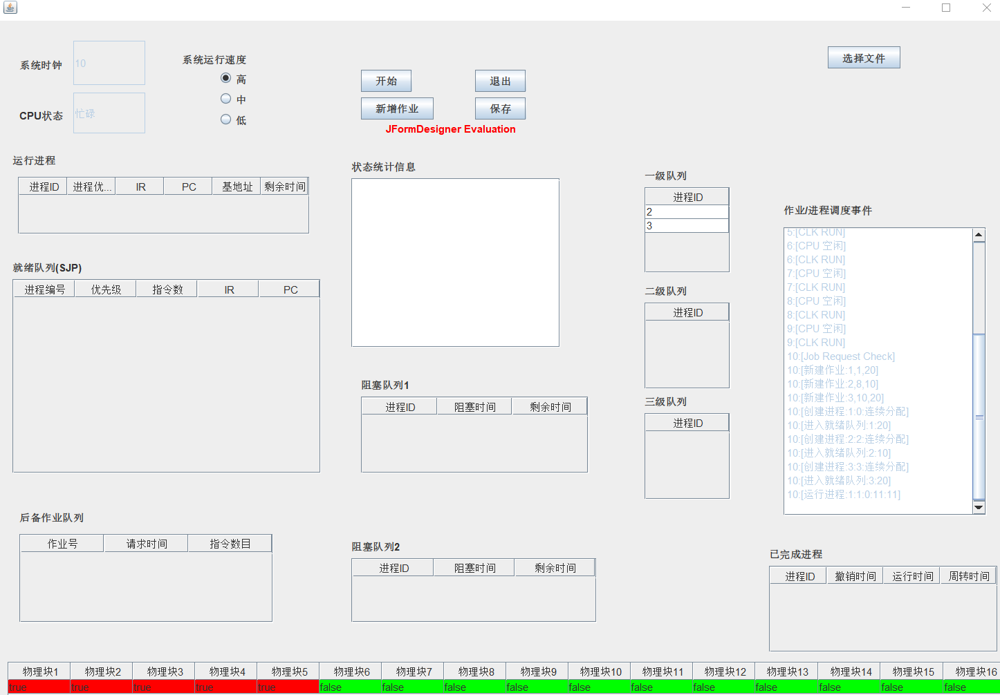 系统时钟
10
系统运行速度
高
中
低
CPU状态
忙碌
开始
退出
新增作业
保存
JFormDesigner Evaluation
选择文件
运行进程
进程ID 进程优... IR PC 基地址 剩余时间
就绪队列(SJP)
进程编号 优先级 指令数 IR PC
后备作业队列
作业号 请求时间 指令数目
状态统计信息
阻塞队列1
进程ID 阻塞时间 剩余时间
阻塞队列2
进程ID 阻塞时间 剩余时间
一级队列
进程ID
2
3
二级队列
进程ID
三级队列
进程ID
作业/进程调度事件
5:[CLK RUN]
6:[CPU 空闲]
6:[CLK RUN]
7:[CPU 空闲]
7:[CLK RUN]
8:[CPU 空闲]
8:[CLK RUN]
9:[CPU 空闲]
9:[CLK RUN]
10:[Job Request Check]
10:[新建作业:1,1,20]
10:[新建作业:2,8,10]
10:[新建作业:3,10,20]
10:[创建进程:1:0:连续分配]
10:[进入就绪队列:1:20]
10:[创建进程:2:2:连续分配]
10:[进入就绪队列:2:10]
10:[创建进程:3:3:连续分配]
10:[进入就绪队列:3:20]
10:[运行进程:1:1:0:11:11]
已完成进程
进程ID 撤销时间 运行时间 周转时间
物理块1 物理块2 物理块3 物理块4 物理块5 物理块6 物理块7 物理块8 物理块9 物理块10 物理块11 物理块12 物理块13 物理块14 物理块15 物理块16
true true true true true false false false false false false false false false false false